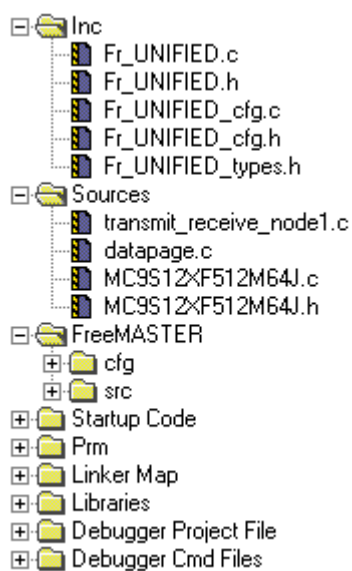 Inc
Fr_UNIFIED.c
Fr_UNIFIED.h
Fr_UNIFIED_cfg.c
Fr_UNIFIED_cfg.h
Fr_UNIFIED_types.h
Sources
transmit_receive_node1.c
datapage.c
MC9S12XF512M64J.c
MC9S12XF512M64J.h
FreeMASTER
cfg
src
Startup Code
Prm
Linker Map
Libraries
Debugger Project File
Debugger Cmd Files